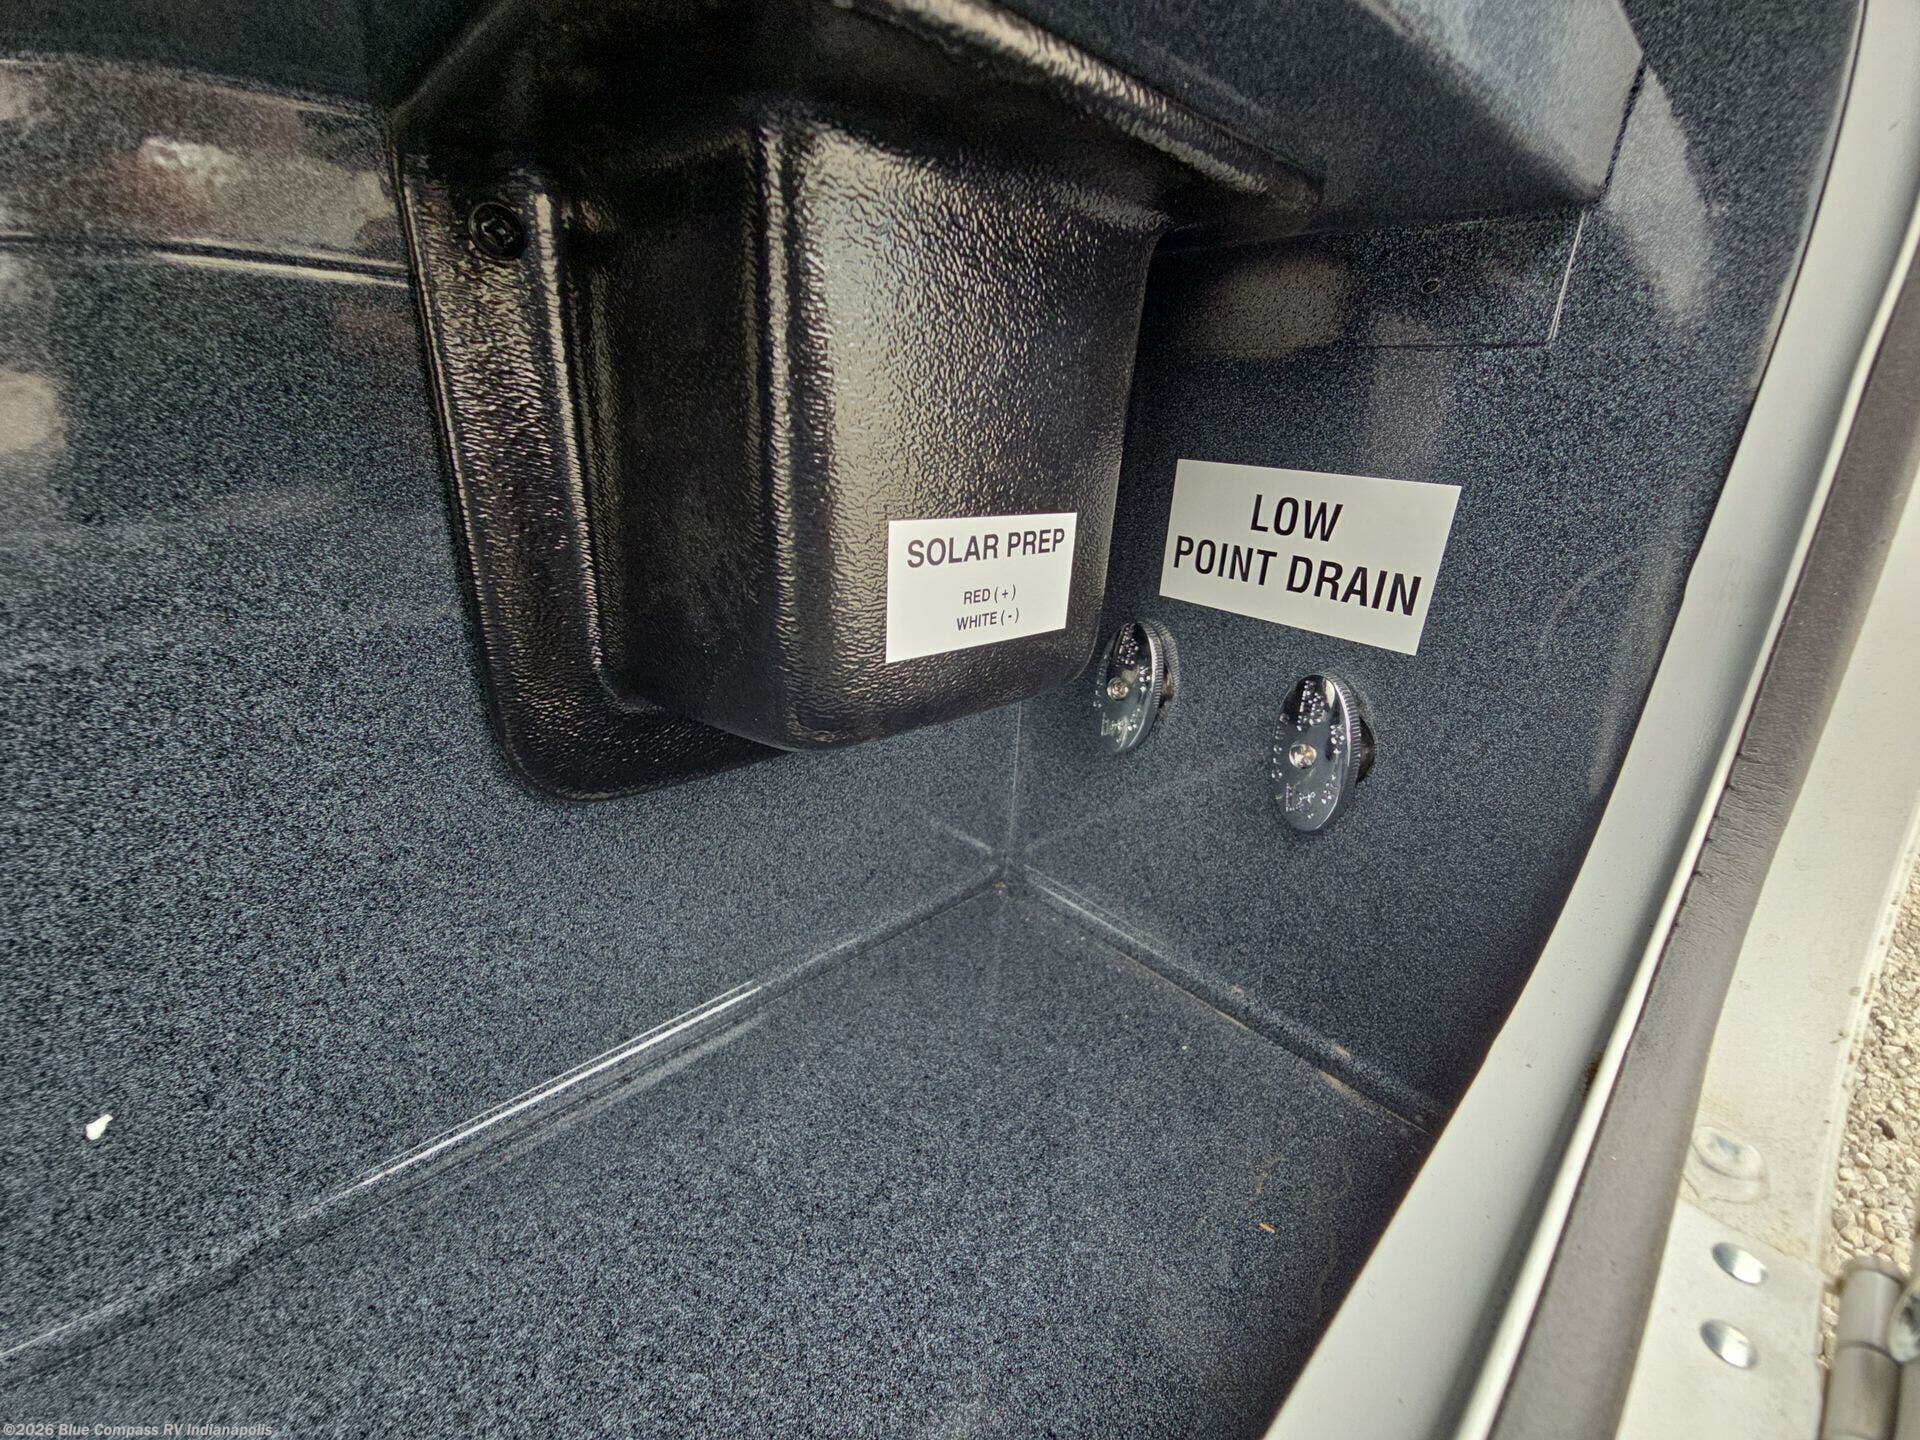 SOLAR PREP
RED ( + )
WHITE ( - )
LOW
POINT DRAIN
©2026 Blue Compass RV Indianapolis